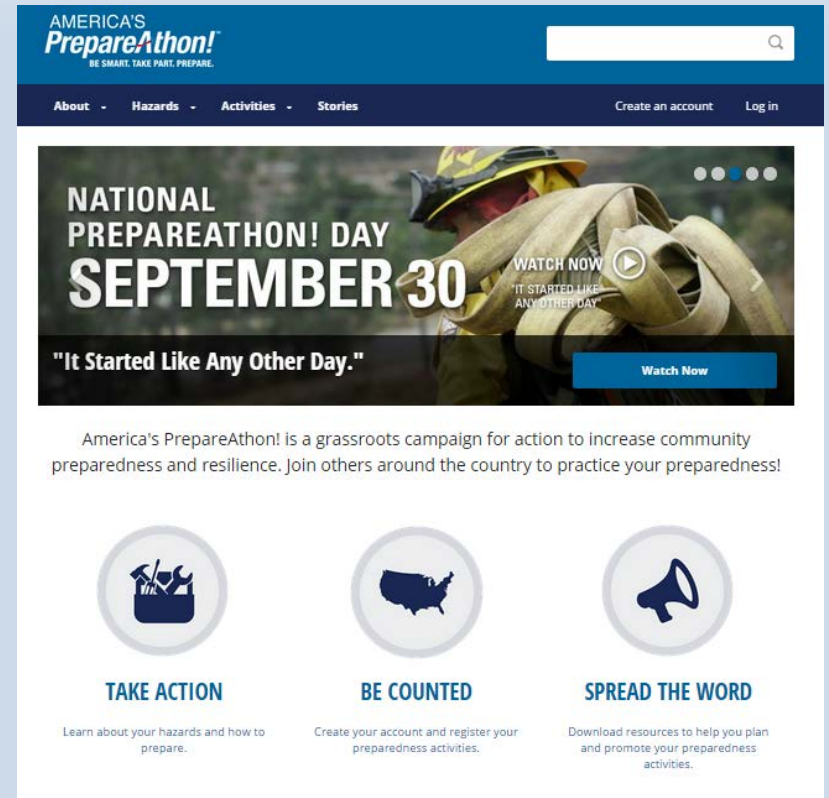 AMERICA'S
PrepareAthon!™
BE SMART. TAKE PART. PREPARE.
About
Hazards
Activities
Stories
Create an account
Log in
NATIONAL
PREPAREATHON! DAY
SEPTEMBER 30
WATCH NOW
"IT STARTED LIKE
ANY OTHER DAY"
"It Started Like Any Other Day."
Watch Now
America's PrepareAthon! is a grassroots campaign for action to increase community
preparedness and resilience. Join others around the country to practice your preparedness!
TAKE ACTION
Learn about your hazards and how to
prepare.
BE COUNTED
Create your account and register your
preparedness activities.
SPREAD THE WORD
Download resources to help you plan
and promote your preparedness
activities.